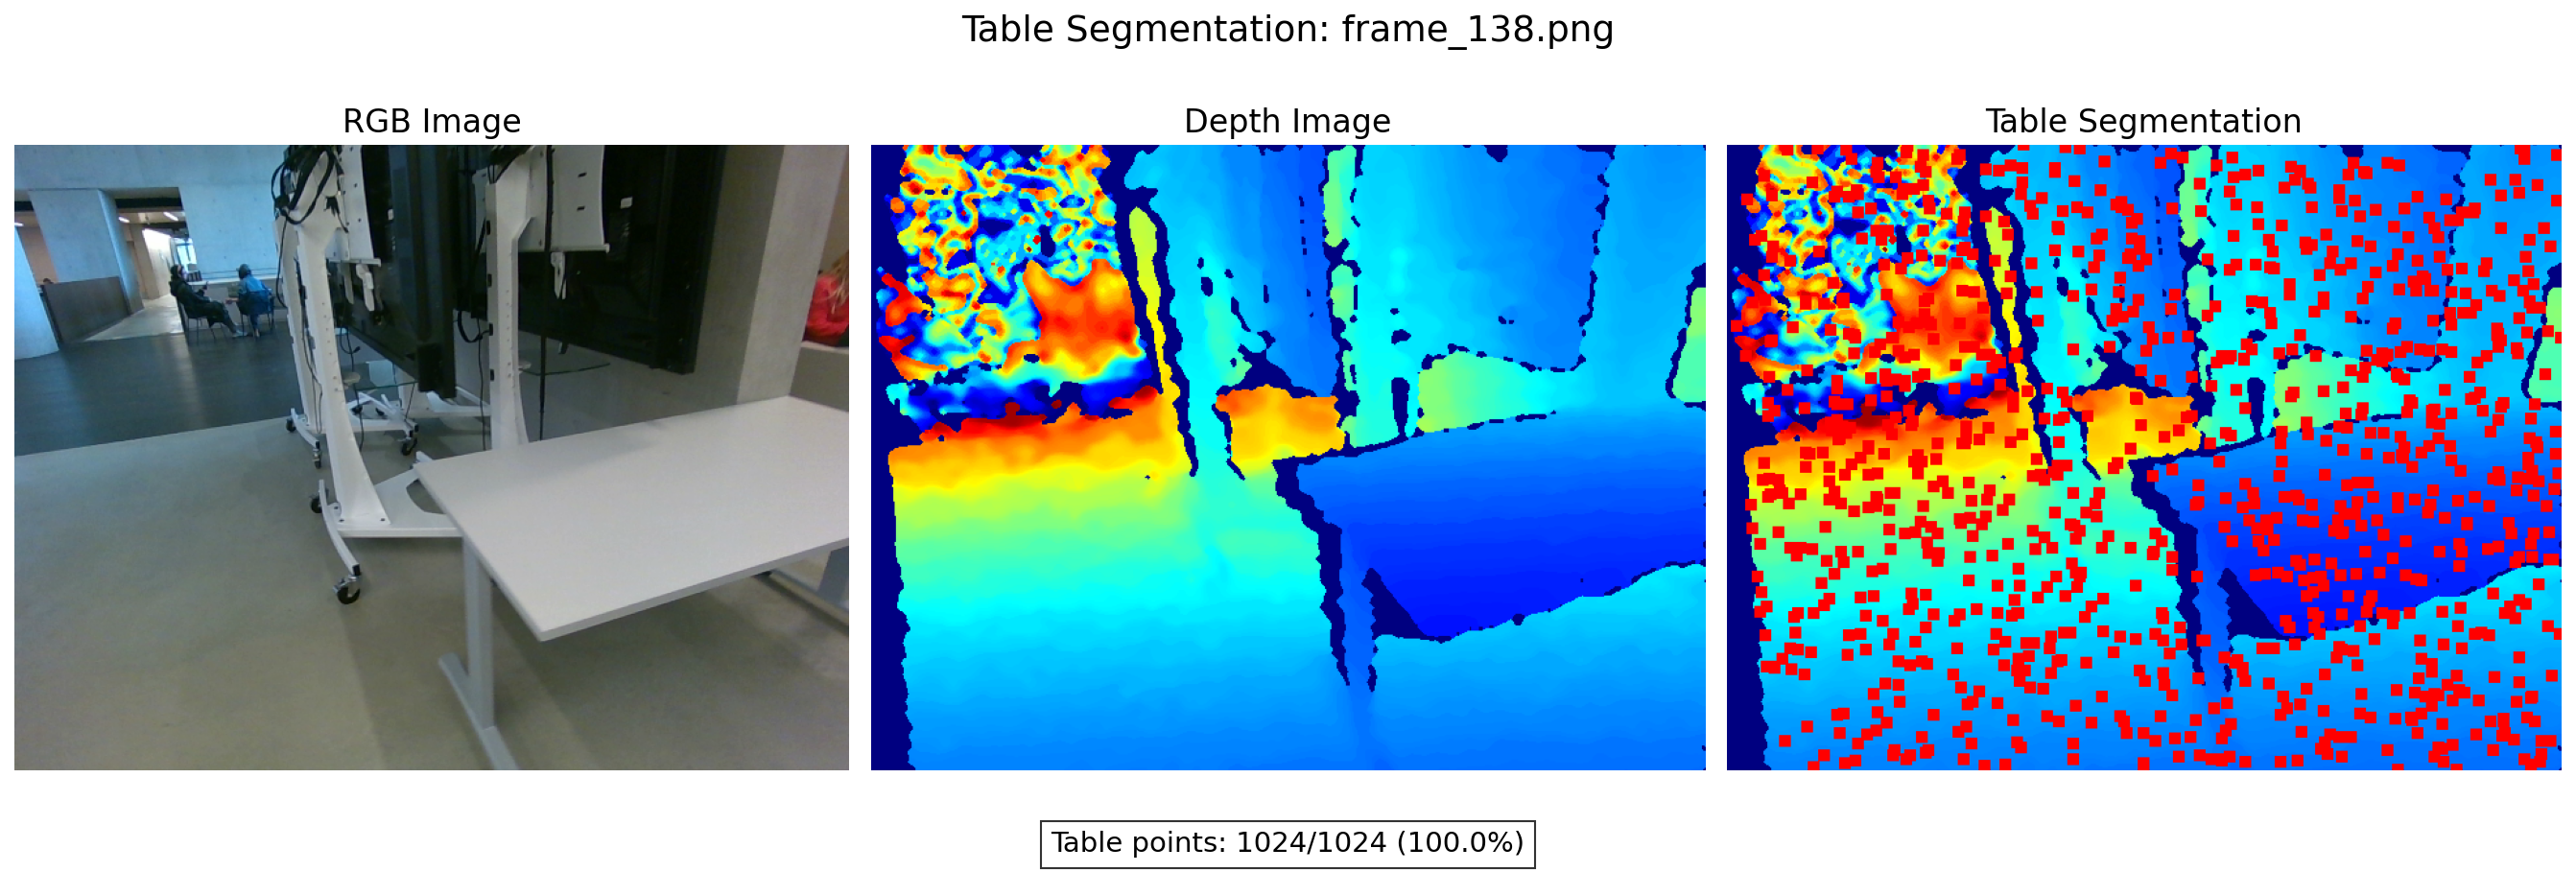 Table Segmentation: frame_138.png
RGB Image
Depth Image
Table Segmentation
Table points: 1024/1024 (100.0%)